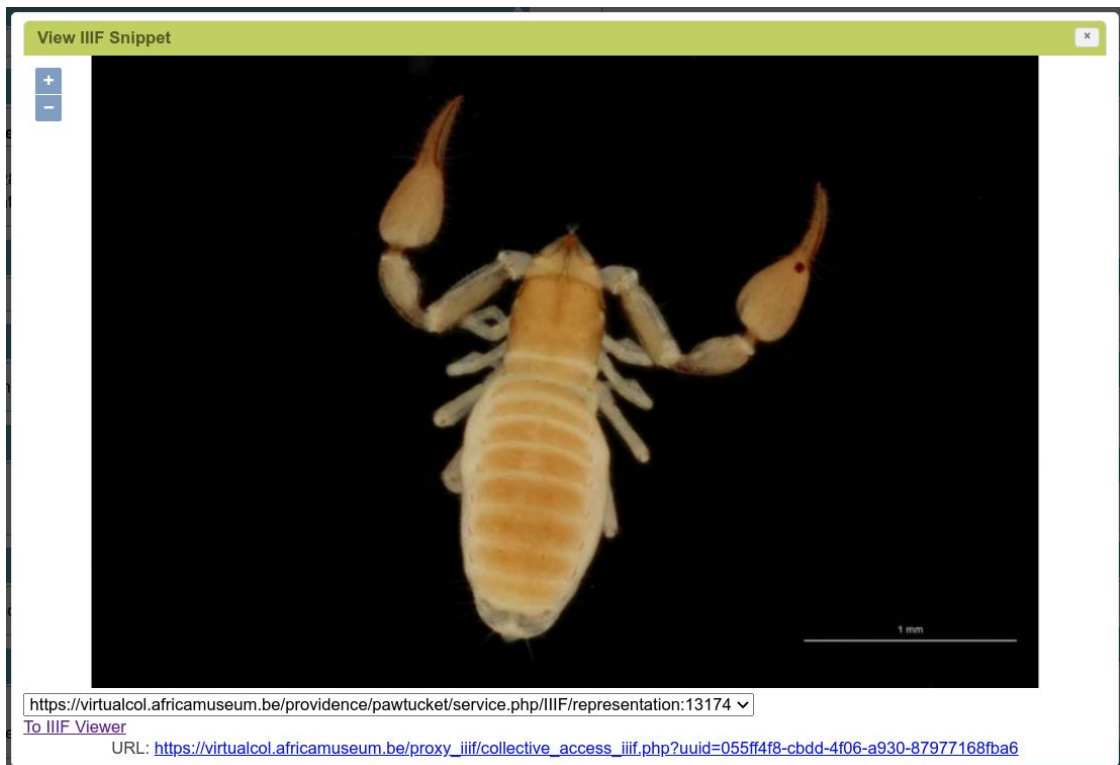 View IIIF Snippet
×
+
−
1 mm
https://virtualcol.africamuseum.be/providence/pawtucket/service.php/IIIF/representation:13174
To IIIF Viewer
URL: https://virtualcol.africamuseum.be/proxy_iiif/collective_access_iiif.php?uuid=055ff4f8-cbdd-4f06-a930-87977168fba6